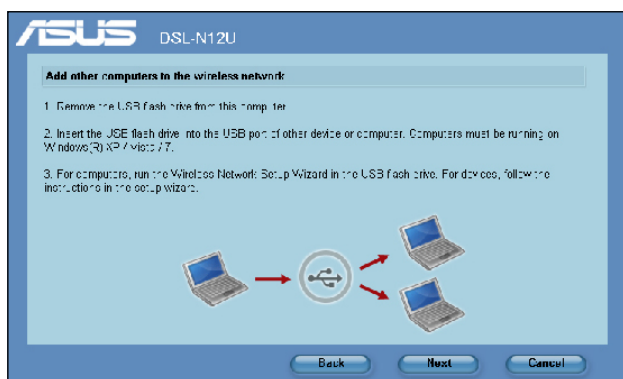 ASUS DSL-N12U
Add other computers to the wireless network
1. Remove the USB flash drive from this computer
2. Insert the USB flash drive into the USB port of other device or computer. Computers must be running on
Windows(R) XP / vista / 7.
3. For computers, run the Wireless Network Setup Wizard in the USB flash drive. For devices, follow the
instructions in the setup wizard.
Back Next Cancel